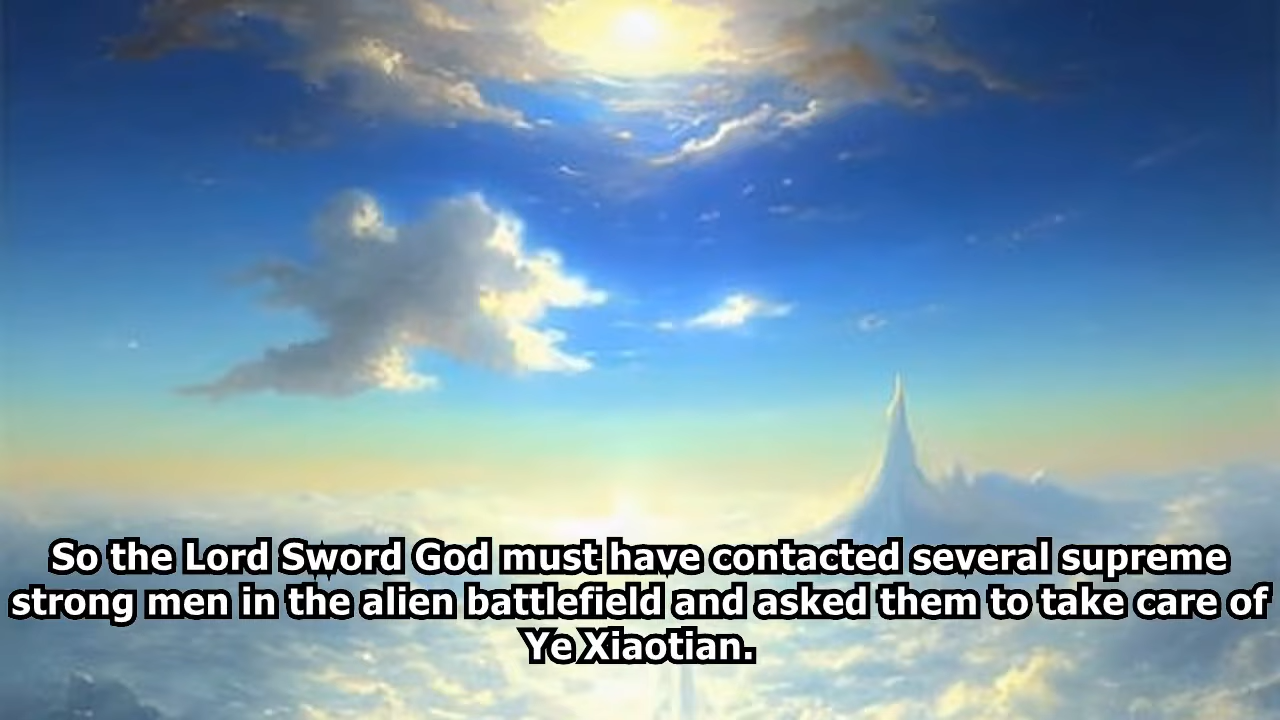 So the Lord Sword God must have contacted several supreme
strong men in the alien battlefield and asked them to take care of
Ye Xiaotian.